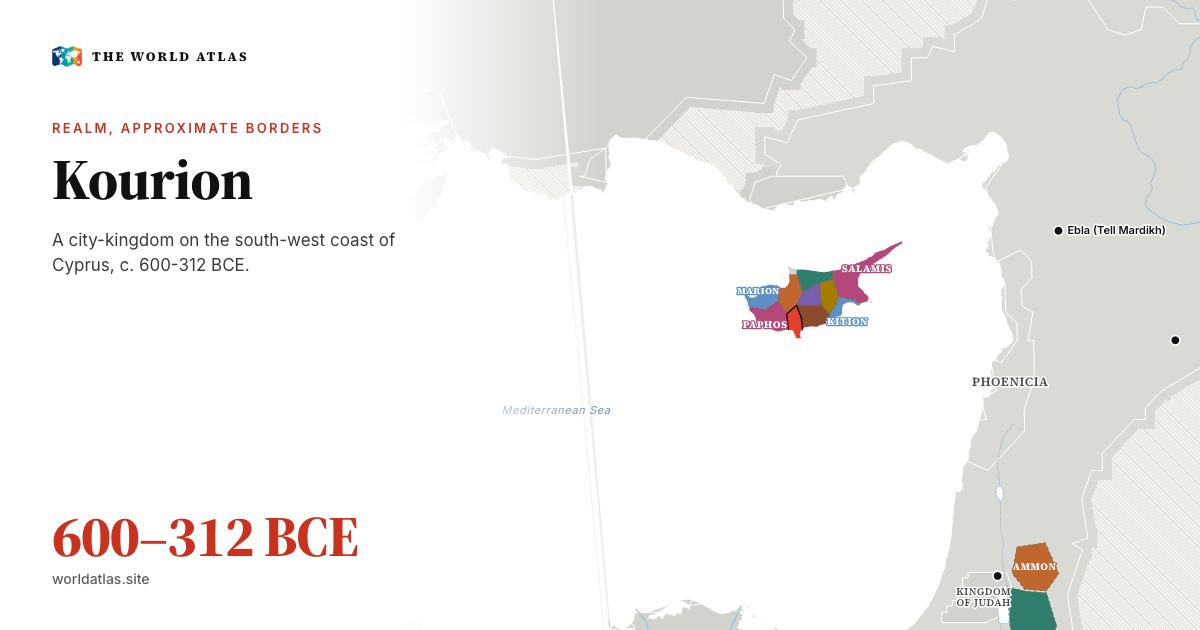 THE WORLD ATLAS
REALM, APPROXIMATE BORDERS
Kourion
A city-kingdom on the south-west coast of
Cyprus, c. 600-312 BCE.
600–312 BCE
worldatlas.site
Ebla (Tell Mardikh)
SALAMIS
MARION
PAPHOS
KITION
PHOENICIA
Mediterranean Sea
AMMON
KINGDOM
OF JUDAH